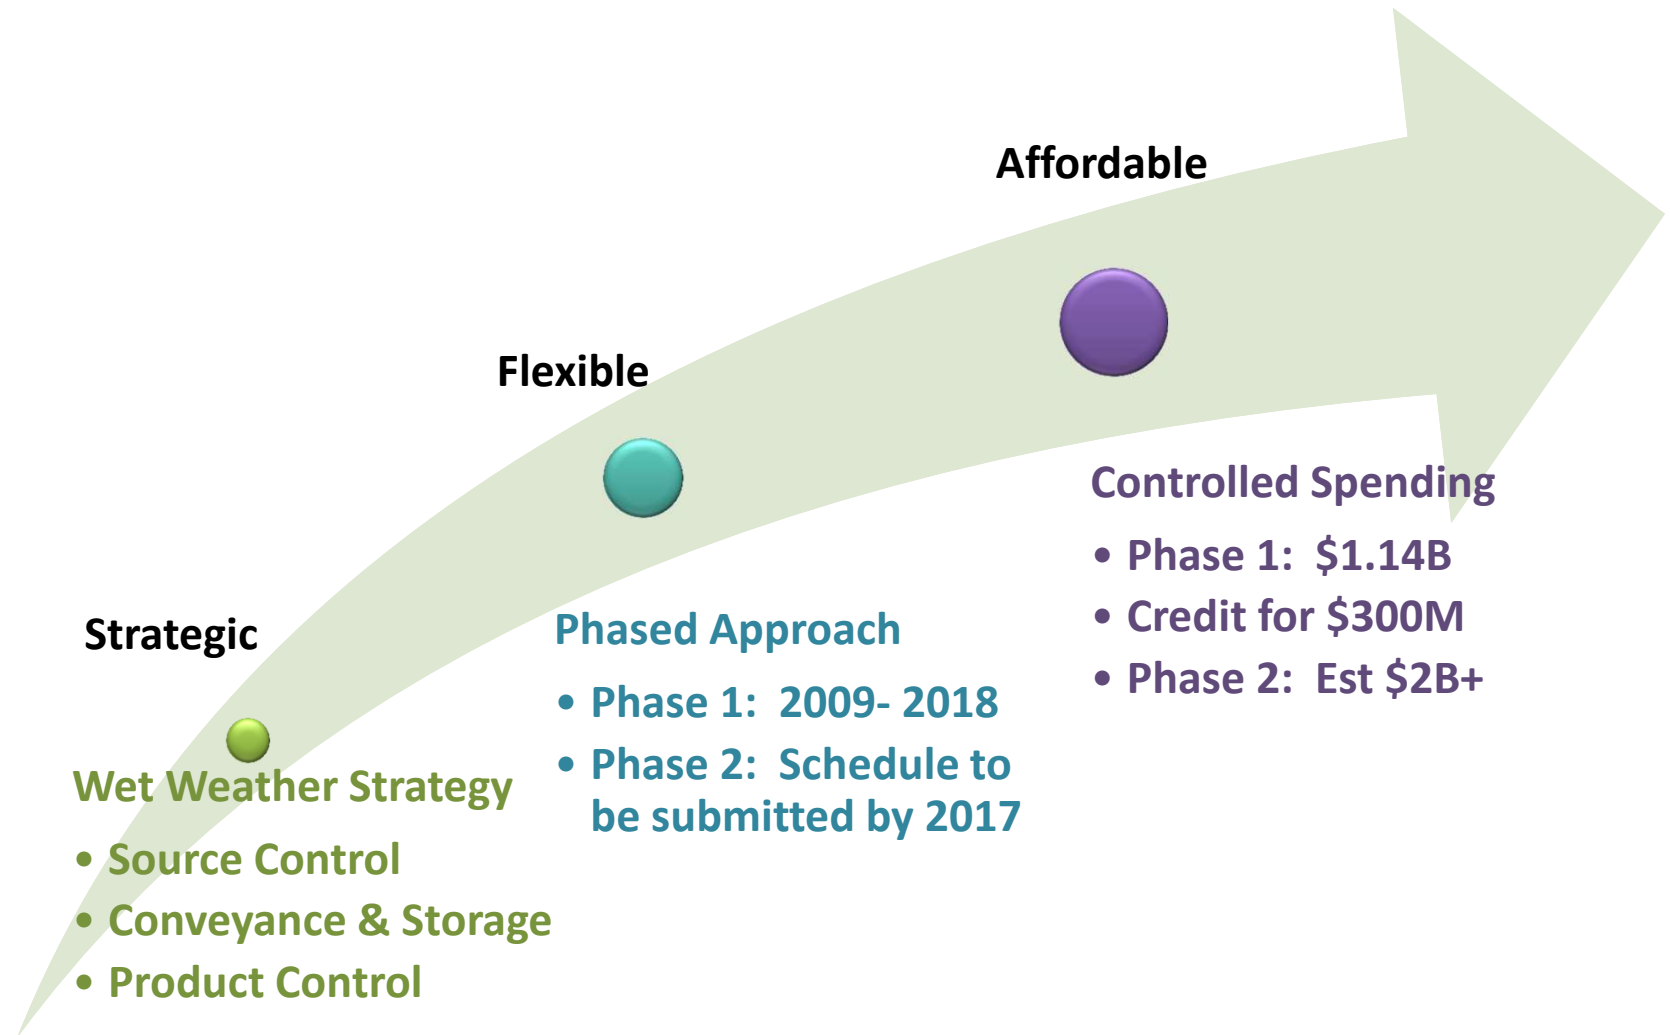 Strategic
Wet Weather Strategy
• Source Control
• Conveyance & Storage
• Product Control
Flexible
Phased Approach
• Phase 1:  2009- 2018
• Phase 2:  Schedule to
be submitted by 2017
Affordable
Controlled Spending
• Phase 1:  $1.14B
• Credit for $300M
• Phase 2:  Est $2B+